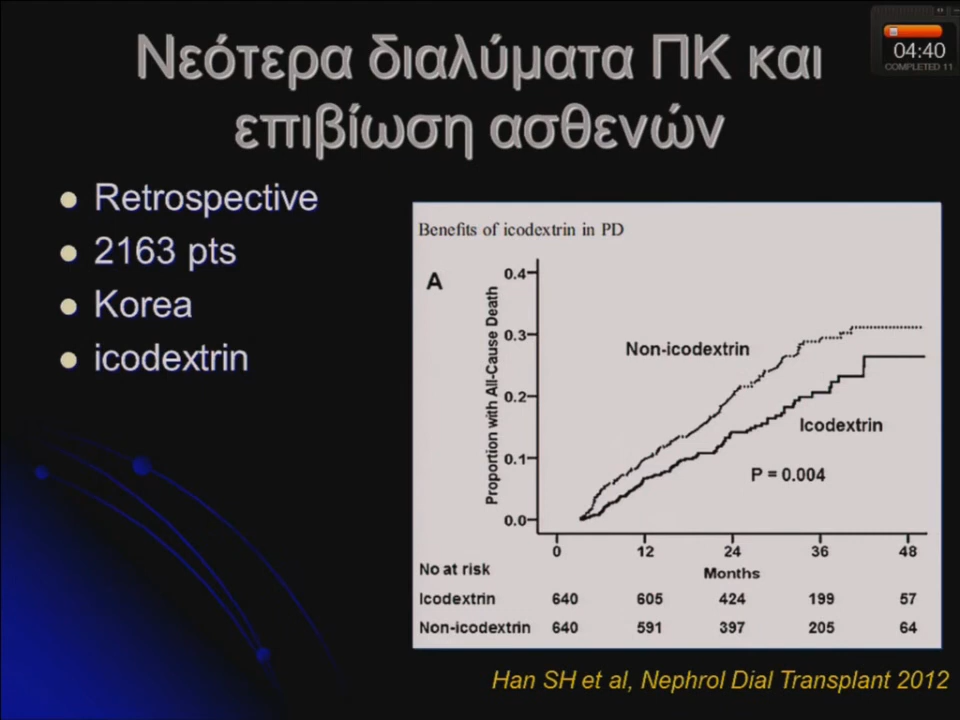 Νεότερα διαλύματα ΠΚ και
επιβίωση ασθενών
04:40
COMPLETED 11
Retrospective
2163 pts
Korea
icodextrin
Benefits of icodextrin in PD
A
Proportion with All-Cause Death
0.4
0.3
0.2
0.1
0.0
Non-icodextrin
Icodextrin
P = 0.004
0 12 24 36 48
Months
No at risk
Icodextrin 640 605 424 199 57
Non-icodextrin 640 591 397 205 64
Han SH et al, Nephrol Dial Transplant 2012